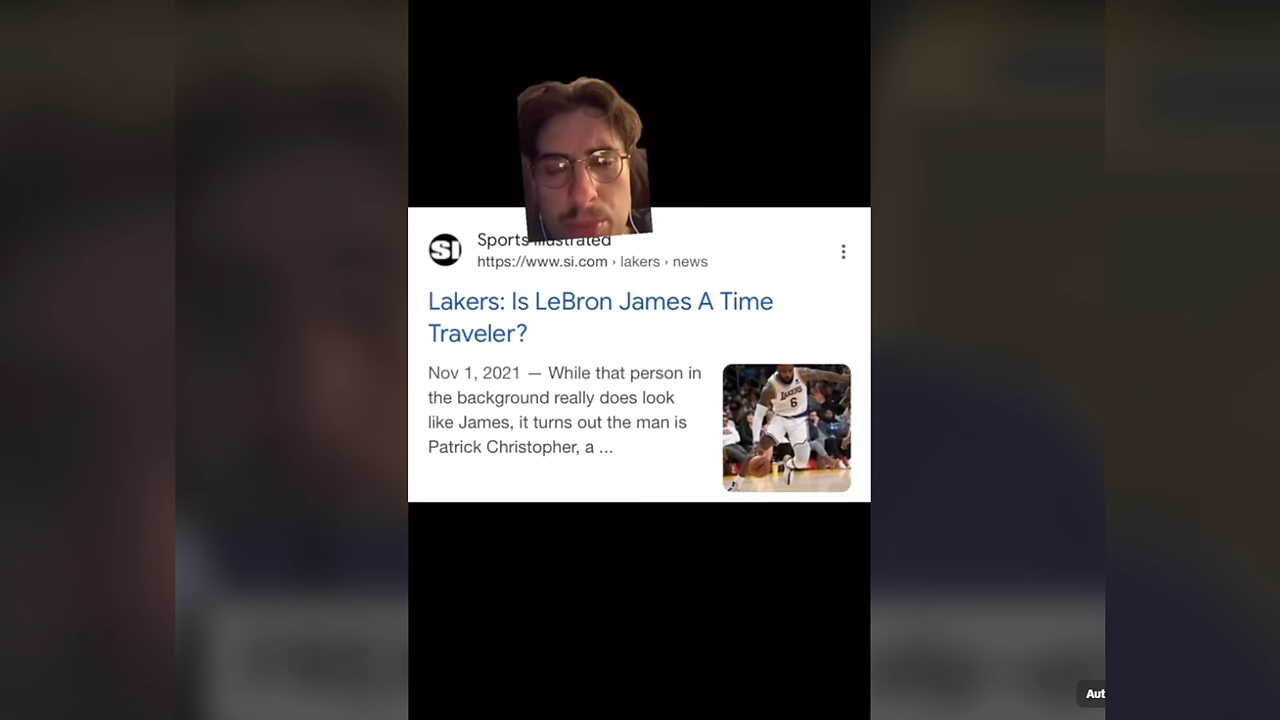 SI
Sports Illustrated
https://www.si.com › lakers › news
Lakers: Is LeBron James A Time
Traveler?
Nov 1, 2021 — While that person in
the background really does look
like James, it turns out the man is
Patrick Christopher, a ...
LAKERS
6
Aut